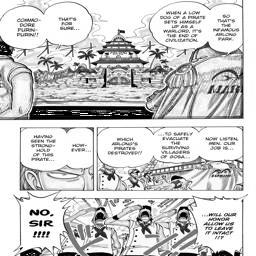 SO
THAT'S
THE
INFAMOUS
ARLONG
PARK.
WHEN A LOW
DOG OF A PIRATE
SETS HIMSELF
UP AS A
WARLORD, IT'S
THE END OF
CIVILIZATION.
THAT'S
FOR
SURE...
COMMO-
DORE
PURIN-
PURIN!!
NOW LISTEN,
MEN. OUR
JOB IS...
...TO SAFELY
EVACUATE
THE
SURVIVING
VILLAGERS
OF GOSA...
WHICH
ARLONG'S
PIRATES
DESTROYED!!
HOW-
EVER...
HAVING
SEEN THE
STRONG-
HOLD
OF THIS
PIRATE...
...WILL OUR
HONOR
ALLOW US
TO LEAVE
IT INTACT
!!?
NO,
SIR
!!!!